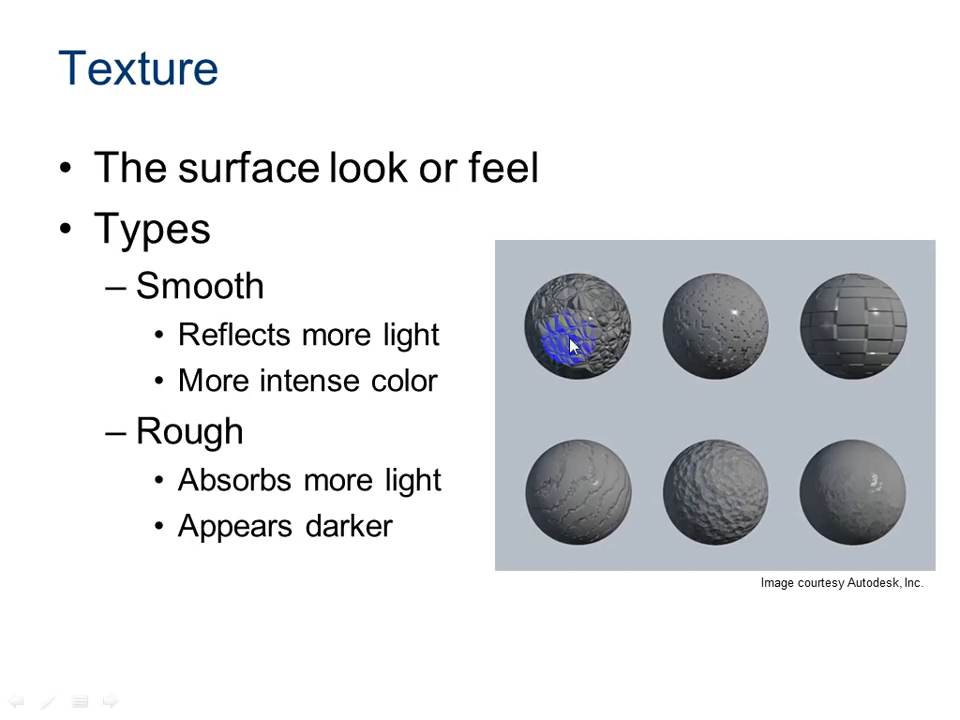 Texture
• The surface look or feel
• Types
– Smooth
• Reflects more light
• More intense color
– Rough
• Absorbs more light
• Appears darker
Image courtesy Autodesk, Inc.